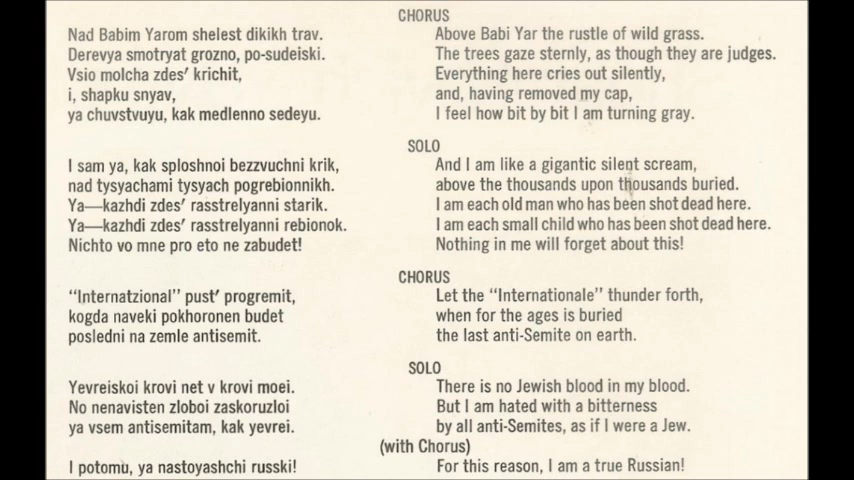 Nad Babim Yarom shelest dikikh trav.
Derevya smotryat grozno, po-sudeiski.
Vsio molcha zdes’ krichit,
i, shapku snyav,
ya chuvstvuyu, kak medlenno sedeyu.
I sam ya, kak sploshnoi bezzvuchni krik,
nad tysyachami tysyach pogrebionnikh.
Ya—kazhdi zdes’ rasstrelyanni starik.
Ya—kazhdi zdes’ rasstrelyanni rebionok.
Nichto vo mne pro eto ne zabudet!
“Internatzional” pust’ progremit,
kogda naveki pokhoronen budet
posledni na zemle antisemit.
Yevreiskoi krovi net v krovi moei.
No nenavisten zloboi zaskoruzloi
ya vsem antisemitam, kak yevrei.
I potomu, ya nastoyashchi russki!
CHORUS
Above Babi Yar the rustle of wild grass.
The trees gaze sternly, as though they are judges.
Everything here cries out silently,
and, having removed my cap,
I feel how bit by bit I am turning gray.
SOLO
And I am like a gigantic silent scream,
above the thousands upon thousands buried.
I am each old man who has been shot dead here.
I am each small child who has been shot dead here.
Nothing in me will forget about this!
CHORUS
Let the “Internationale” thunder forth,
when for the ages is buried
the last anti-Semite on earth.
SOLO
There is no Jewish blood in my blood.
But I am hated with a bitterness
by all anti-Semites, as if I were a Jew.
(with Chorus)
For this reason, I am a true Russian!